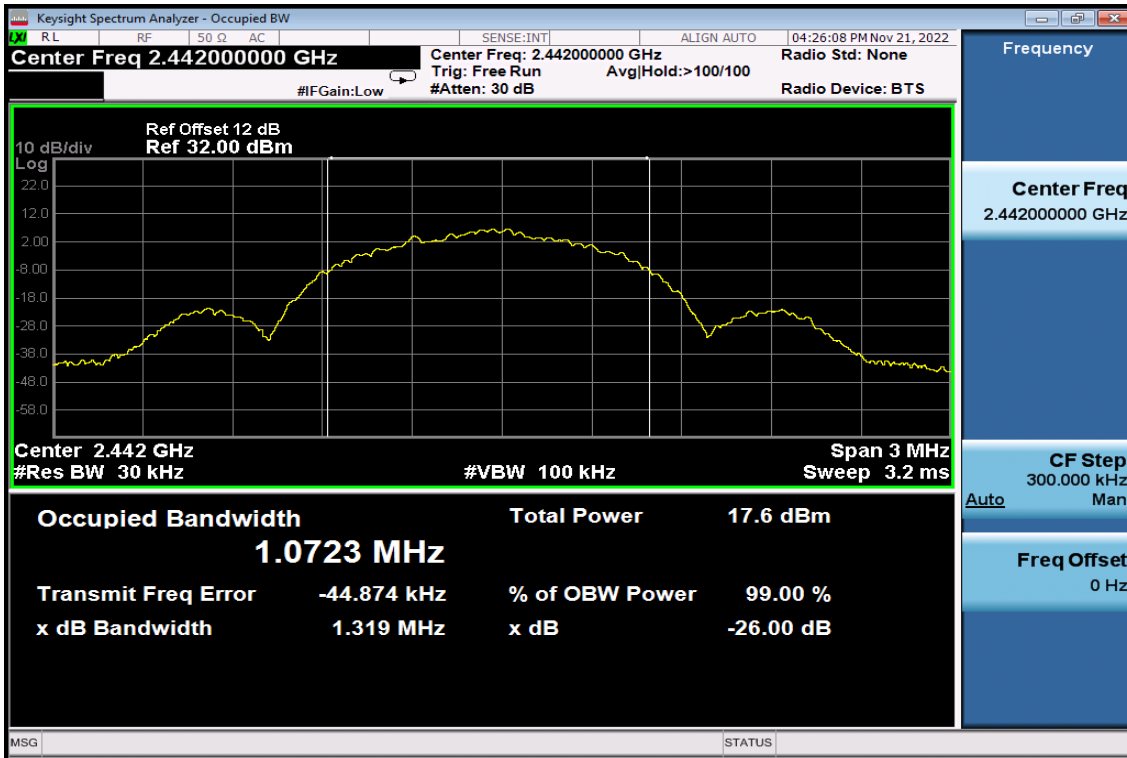 Keysight Spectrum Analyzer - Occupied BW
LXI RL RF 50 Ω AC SENSE:INT ALIGN AUTO 04:26:08 PM Nov 21, 2022
Center Freq 2.442000000 GHz
#IFGain:Low
Center Freq: 2.442000000 GHz
Trig: Free Run Avg|Hold:>100/100
#Atten: 30 dB
Radio Std: None
Radio Device: BTS
Ref Offset 12 dB
10 dB/div Ref 32.00 dBm
Log
22.0
12.0
2.00
-8.00
-18.0
-28.0
-38.0
-48.0
-58.0
Center 2.442 GHz Span 3 MHz
#Res BW 30 kHz #VBW 100 kHz Sweep 3.2 ms
Occupied Bandwidth Total Power 17.6 dBm
1.0723 MHz
Transmit Freq Error -44.874 kHz % of OBW Power 99.00 %
x dB Bandwidth 1.319 MHz x dB -26.00 dB
MSG STATUS
Frequency
Center Freq
2.442000000 GHz
CF Step
300.000 kHz
Auto Man
Freq Offset
0 Hz